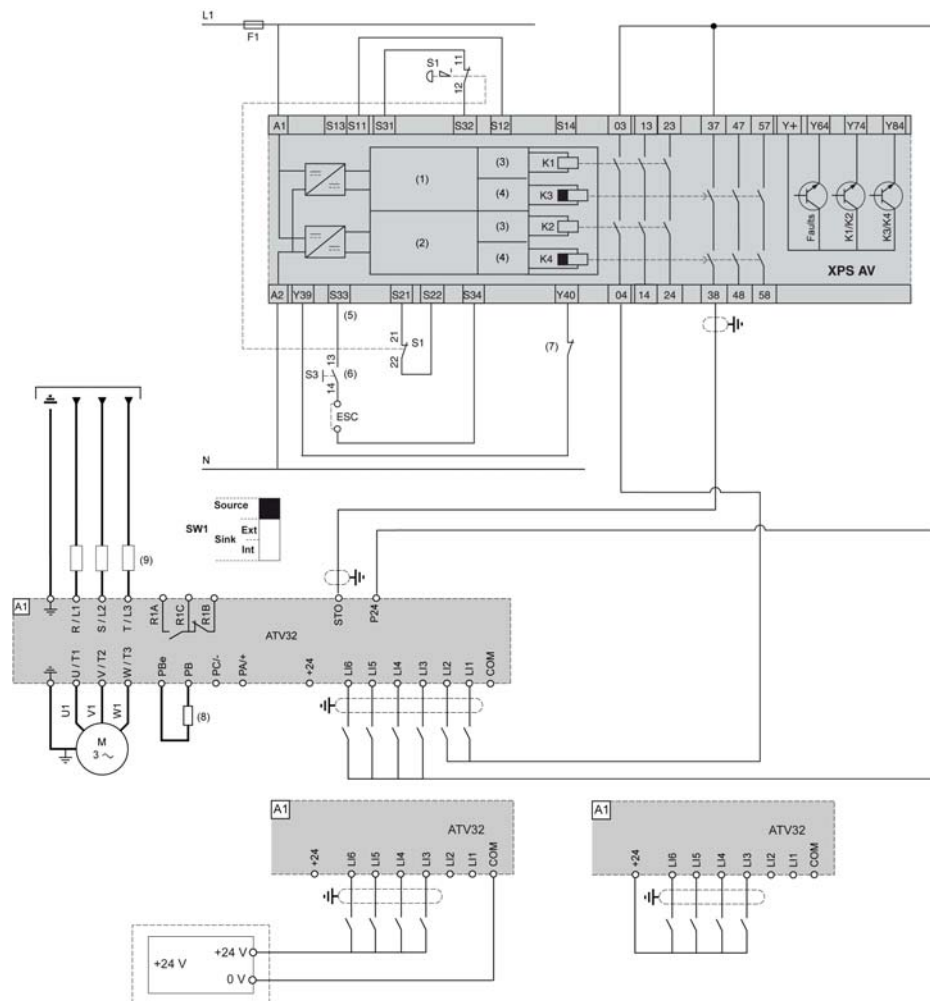 L1
F1
S1
11
12
A1 S13 S11 S31 S32 S12 S14 03 13 23 37 47 57 Y+ Y64 Y74 Y84
(1)
(3)
K1
(4)
K3
(2)
(3)
K2
(4)
K4
Faults
K1/K2
K3/K4
XPS AV
A2 Y39 S33 S21 S22 S34 Y40 04 14 24 38 48 58
(5)
21
22
S1
(7)
13
14
S3
(6)
ESC
N
Source
SW1
Sink
Ext
Int
(9)
A1
R / L1
S / L2
T / L3
R1A
R1C
R1B
STO
P24
ATV32
U / T1
V / T2
W / T3
PBe
PB
PC/-
PA/+
+24
LI6
LI5
LI4
LI3
LI2
LI1
COM
U1
V1
W1
(8)
M
3 ~
A1
ATV32
+24
LI6
LI5
LI4
LI3
LI2
LI1
COM
+24 V
+24 V
0 V
A1
ATV32
+24
LI6
LI5
LI4
LI3
LI2
LI1
COM